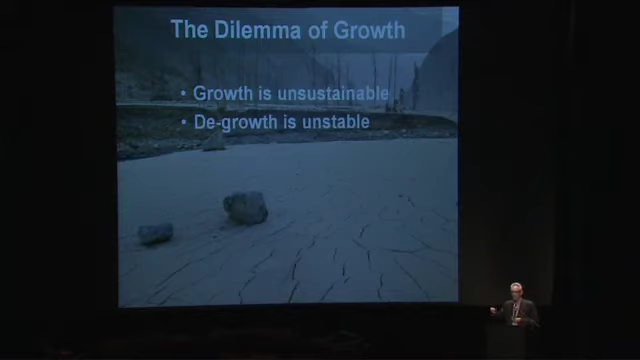 The Dilemma of Growth
• Growth is unsustainable
• De-growth is unstable